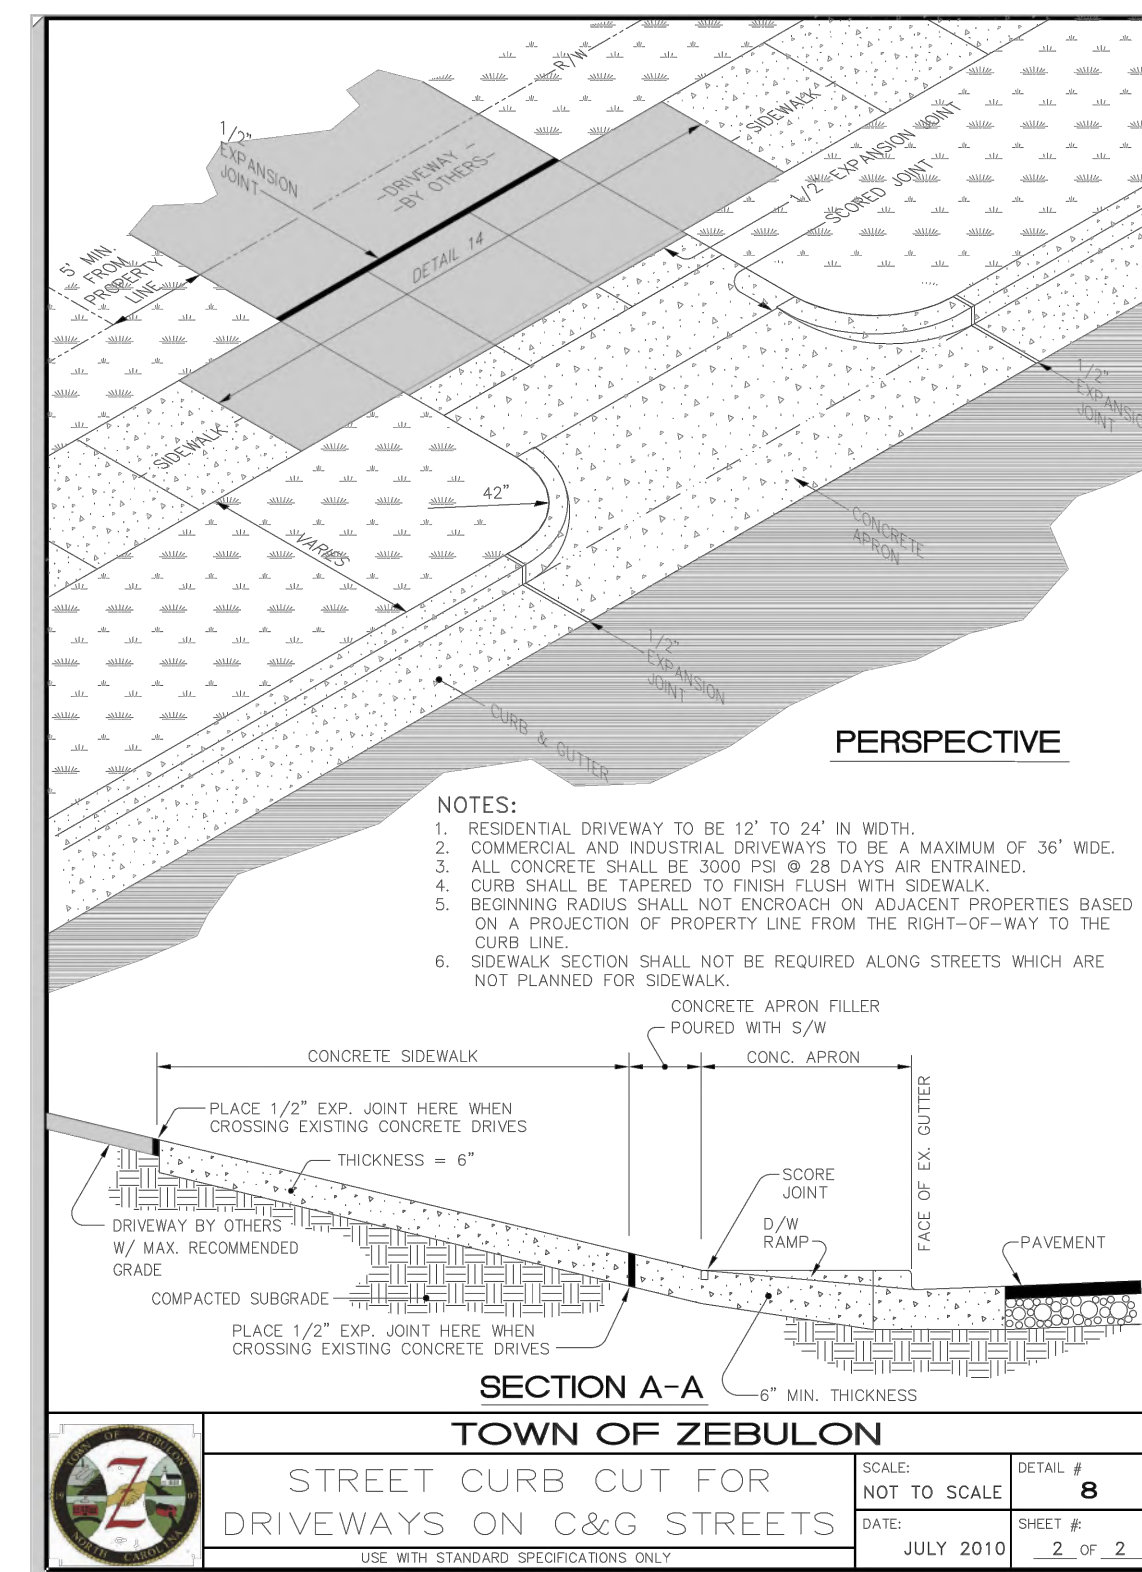 R/W
SIDEWALK
1/2" EXPANSION JOINT
SCORED JOINT
1/2"
EXPANSION
JOINT
-DRIVEWAY -
-BY OTHERS-
DETAIL 14
5' MIN.
FROM
PROPERTY
LINE
SIDEWALK
42"
VARIES
1/2"
JOINT
CONCRETE
APRON
1/2"
EXPANSION
JOINT
CURB & GUTTER
PERSPECTIVE
NOTES:
1. RESIDENTIAL DRIVEWAY TO BE 12' TO 24' IN WIDTH.
2. COMMERCIAL AND INDUSTRIAL DRIVEWAYS TO BE A MAXIMUM OF 36' WIDE.
3. ALL CONCRETE SHALL BE 3000 PSI @ 28 DAYS AIR ENTRAINED.
4. CURB SHALL BE TAPERED TO FINISH FLUSH WITH SIDEWALK.
5. BEGINNING RADIUS SHALL NOT ENCROACH ON ADJACENT PROPERTIES BASED
ON A PROJECTION OF PROPERTY LINE FROM THE RIGHT-OF-WAY TO THE
CURB LINE.
6. SIDEWALK SECTION SHALL NOT BE REQUIRED ALONG STREETS WHICH ARE
NOT PLANNED FOR SIDEWALK.
CONCRETE APRON FILLER
POURED WITH S/W
CONCRETE SIDEWALK
CONC. APRON
FACE OF EX. GUTTER
PLACE 1/2" EXP. JOINT HERE WHEN
CROSSING EXISTING CONCRETE DRIVES
THICKNESS = 6"
SCORE
JOINT
D/W
RAMP
PAVEMENT
DRIVEWAY BY OTHERS
W/ MAX. RECOMMENDED
GRADE
COMPACTED SUBGRADE
PLACE 1/2" EXP. JOINT HERE WHEN
CROSSING EXISTING CONCRETE DRIVES
6" MIN. THICKNESS
SECTION A-A
TOWN OF ZEBULON
NORTH CAROLINA
1907
Z
TOWN OF ZEBULON
STREET CURB CUT FOR
DRIVEWAYS ON C&G STREETS
USE WITH STANDARD SPECIFICATIONS ONLY
SCALE:
NOT TO SCALE
DETAIL #
8
DATE:
JULY 2010
SHEET #:
2 OF 2